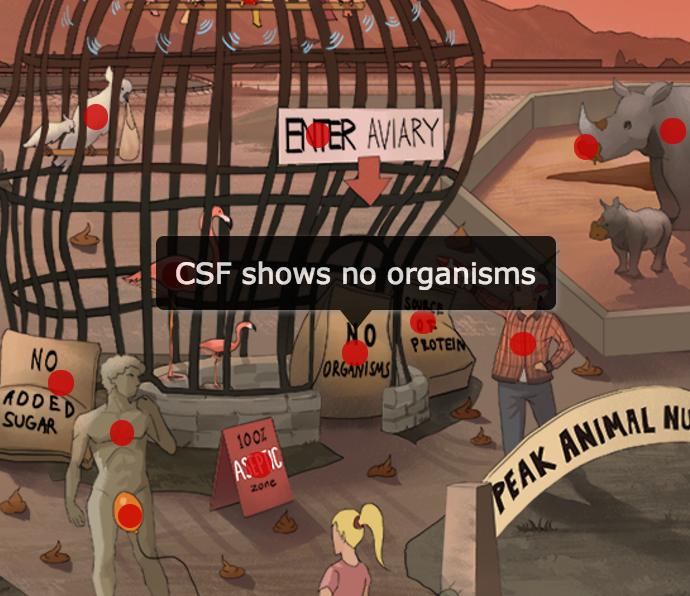 ENTER AVIARY
CSF shows no organisms
NO
ORGANISMS
SOURCE
OF
PROTEIN
NO
ADDED
SUGAR
100%
ASEPTIC
zone
PEAK ANIMAL NU